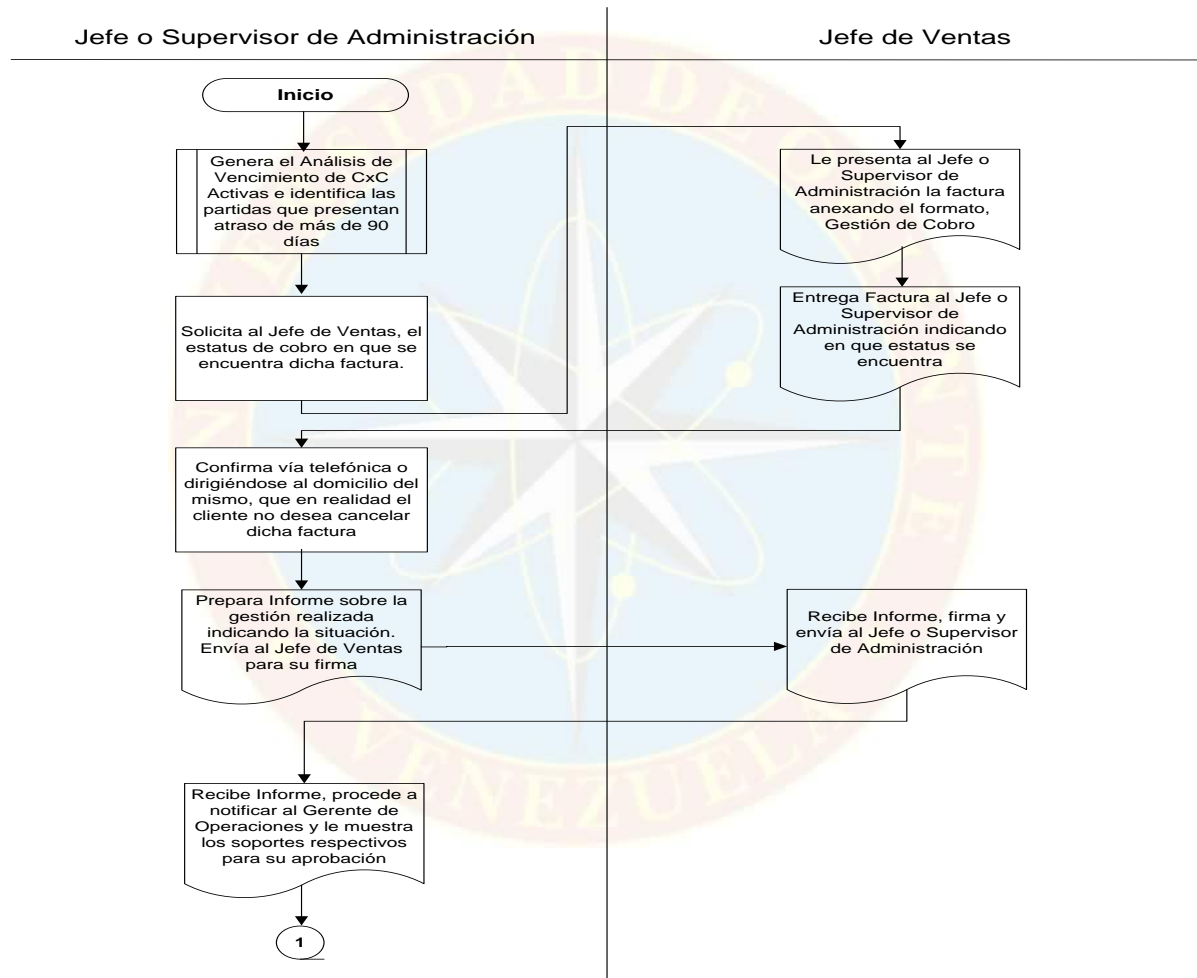 Jefe o Supervisor de Administración
Jefe de Ventas
Inicio
Genera el Análisis de
Vencimiento de CxC
Activas e identifica las
partidas que presentan
atraso de más de 90
días
Le presenta al Jefe o
Supervisor de
Administración la factura
anexando el formato,
Gestión de Cobro
Solicita al Jefe de Ventas, el
estatus de cobro en que se
encuentra dicha factura.
Entrega Factura al Jefe o
Supervisor de
Administración indicando
en que estatus se
encuentra
Confirma vía telefónica o
dirigiéndose al domicilio del
mismo, que en realidad el
cliente no desea cancelar
dicha factura
Prepara Informe sobre la
gestión realizada
indicando la situación.
Envía al Jefe de Ventas
para su firma
Recibe Informe, firma y
envía al Jefe o Supervisor
de Administración
Recibe Informe, procede a
notificar al Gerente de
Operaciones y le muestra
los soportes respectivos
para su aprobación
1
UNIVERSIDAD DE ORIENTE
VENEZUELA